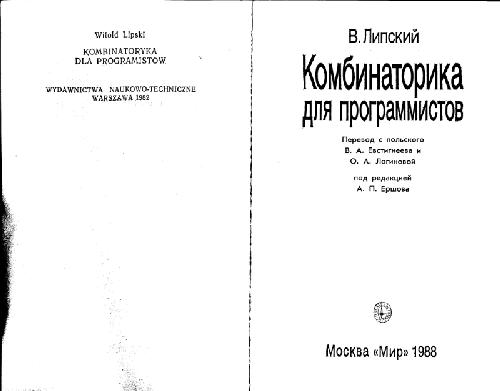 Witold Lipski
KOMBINATORYKA
DLA PROGRAMISTÓW
WYDAWNICTWA NAUKOWO-TECHNICZNE
WARSZAWA 1982
В. Липский
Комбинаторика
для программистов
Перевод с польского
В. А. Евстигнеева и
О. А. Логиновой
под редакцией
А. П. Ершова
Москва «Мир» 1988